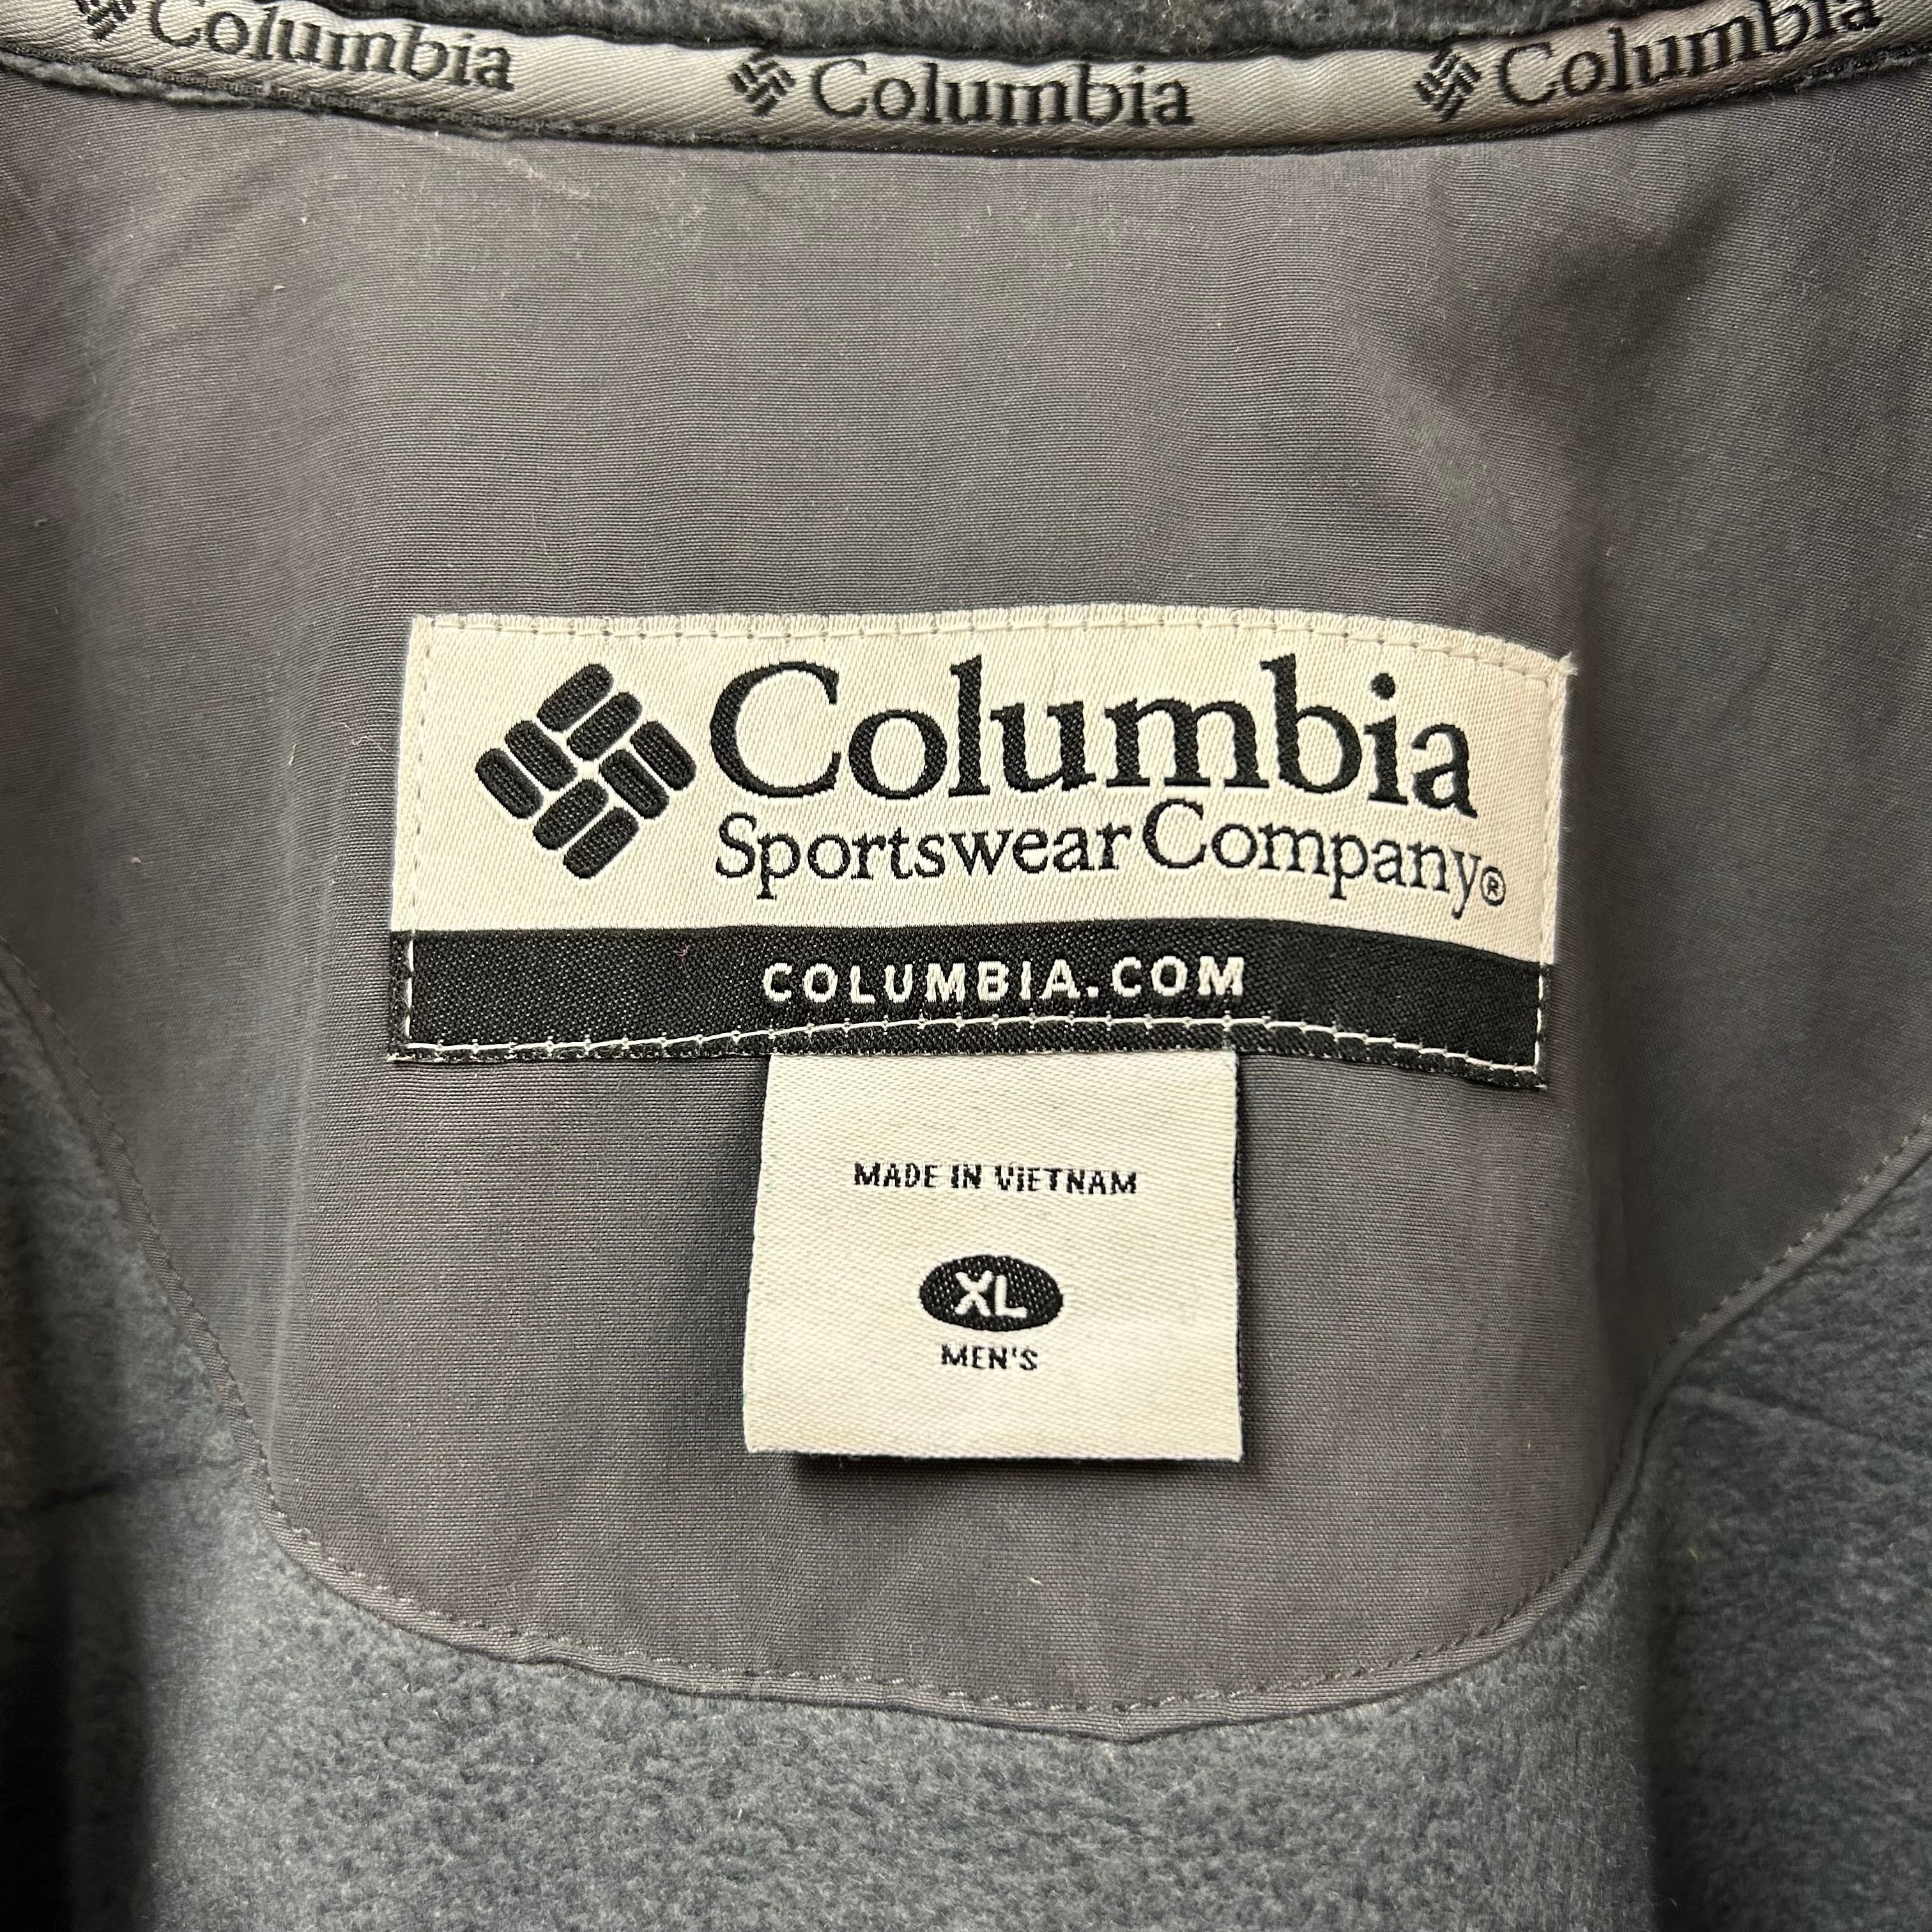 Columbia Columbia Columbia
Columbia
Sportswear Company®
COLUMBIA.COM
MADE IN VIETNAM
XL
MEN'S